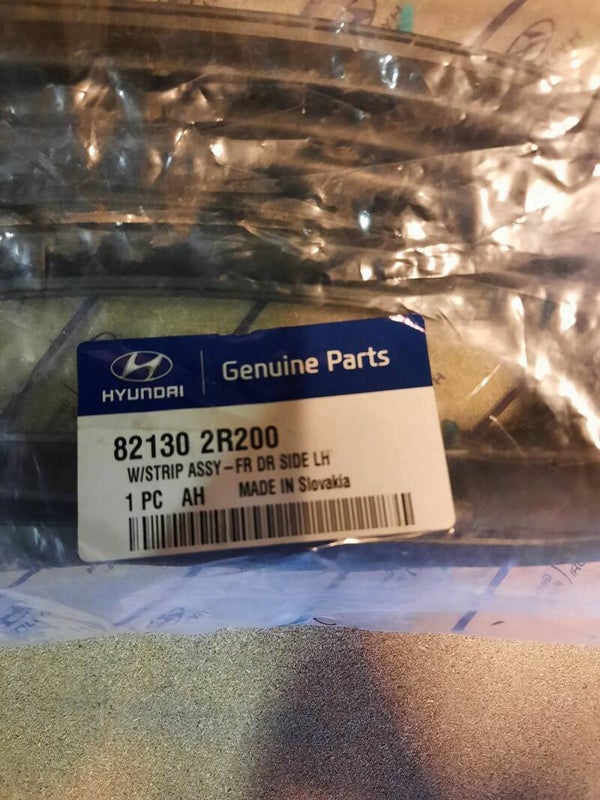 HYUNDAI
Genuine Parts
82130 2R200
W/STRIP ASSY-FR DR SIDE LH
1 PC AH MADE IN Slovakia